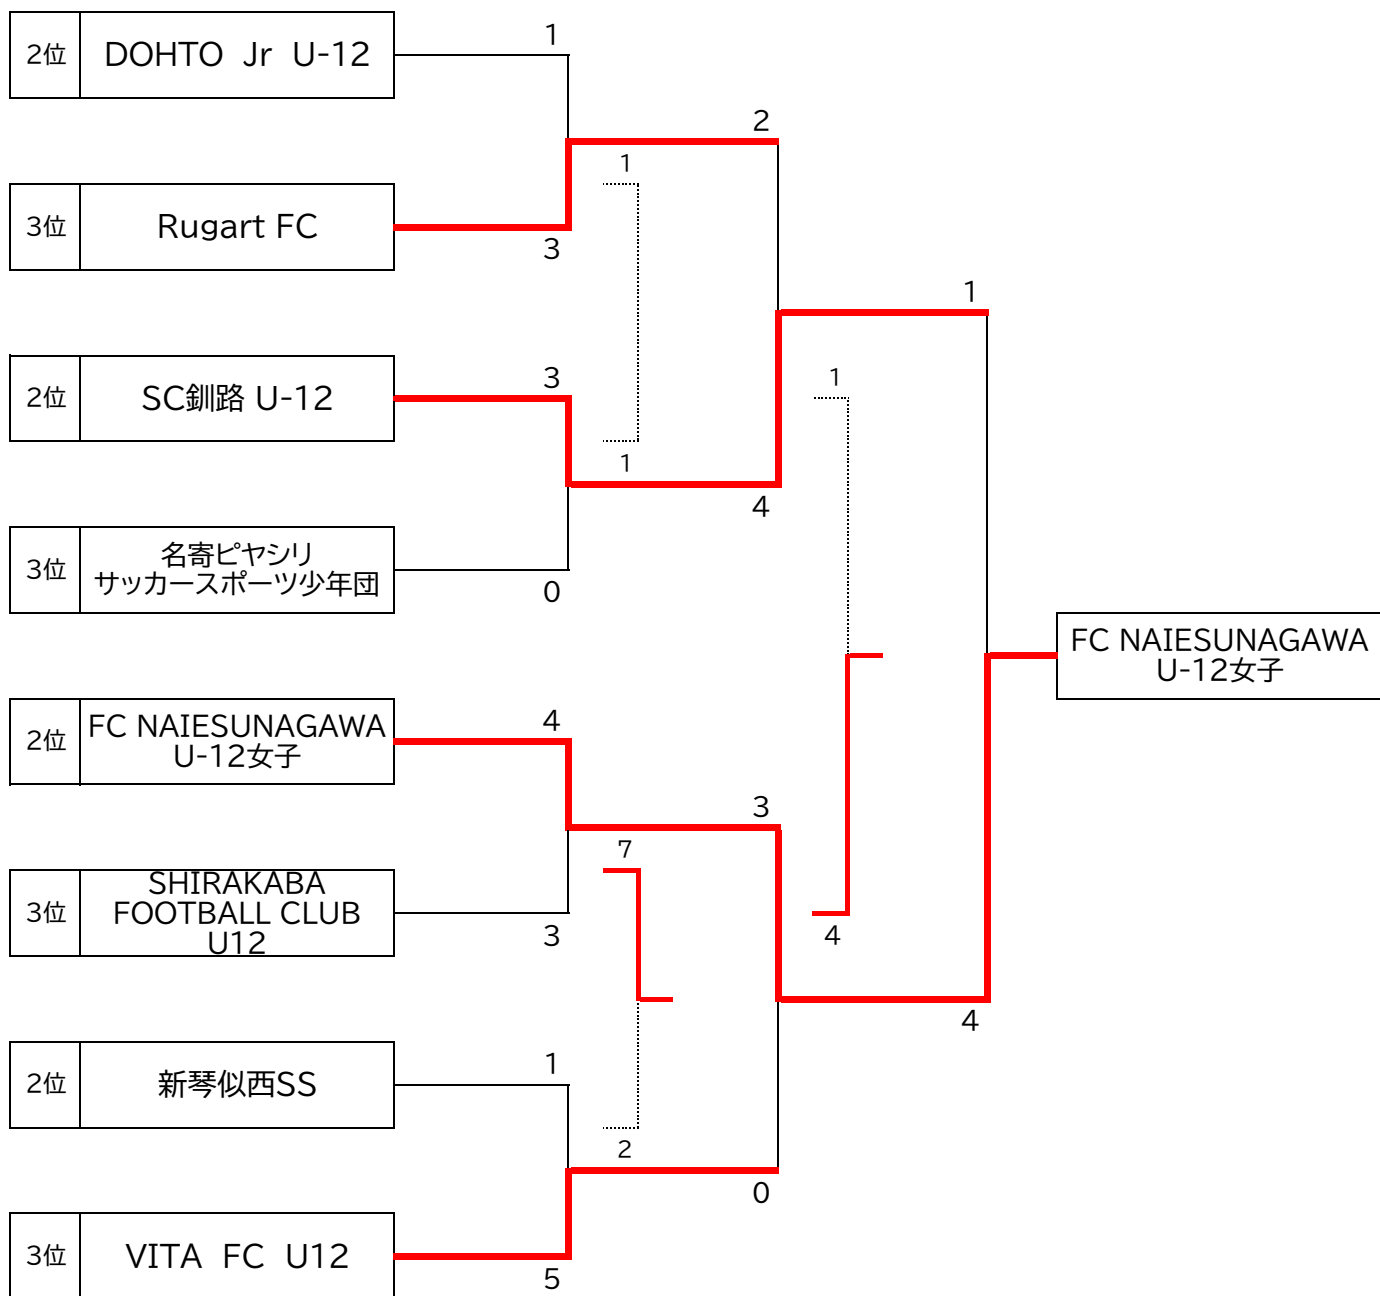 1
2位 DOHTO Jr U-12
2
1
3位 Rugart FC
3
1
3
1
2位 SC釧路 U-12
1
4
名寄ピヤシリ
3位
サッカースポーツ少年団
0
FC NAIESUNAGAWA
U-12女子
4
FC NAIESUNAGAWA
2位
U-12女子
3
7
SHIRAKABA
3位 FOOTBALL CLUB
U12
3
4
4
1
2位 新琴似西SS
2
0
3位 VITA FC U12
5